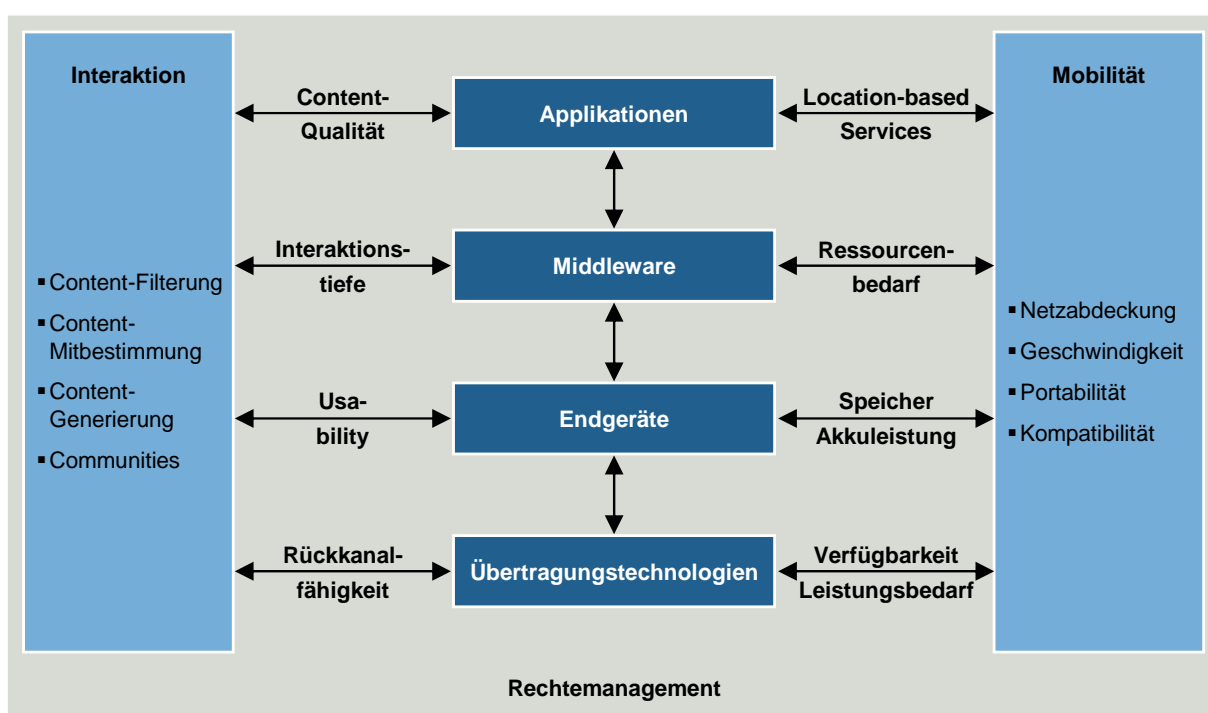 Interaktion
▪ Content-Filterung
▪ Content-
Mitbestimmung
▪ Content-
Generierung
▪ Communities
Content-
Qualität
Applikationen
Location-based
Services
Interaktions-
tiefe
Middleware
Ressourcen-
bedarf
Usa-
bility
Endgeräte
Speicher
Akkuleistung
Rückkanal-
fähigkeit
Übertragungstechnologien
Verfügbarkeit
Leistungsbedarf
Mobilität
▪ Netzabdeckung
▪ Geschwindigkeit
▪ Portabilität
▪ Kompatibilität
Rechtemanagement